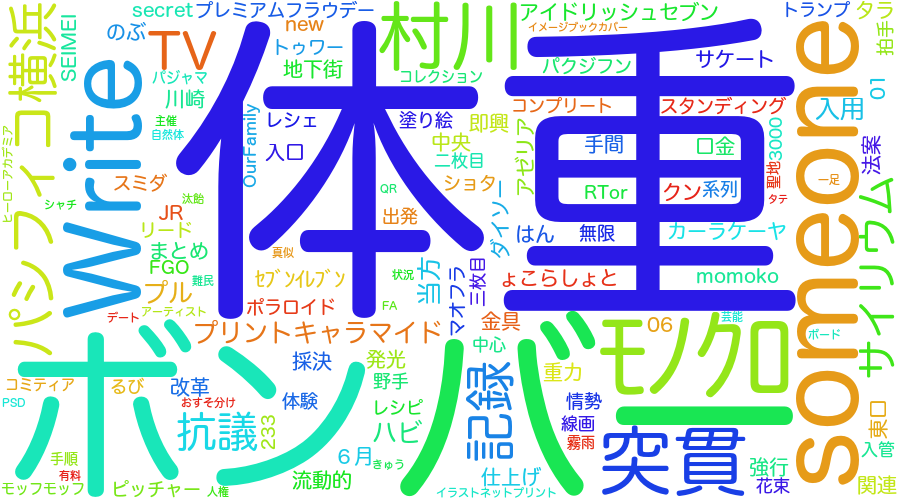 secret
プレミアムフラウデー
アイドリッシュセブン
トランプ
タラ
new
イメージブックカバー
拍手
横浜
SEIMEI
のぶ
TV
トゥワー
地下街
村川
パクジフン
サケート
someone
パジャマ
川崎
コレクション
体重
01
write
OurFamily
主催
自然体
レシェ
塗り絵
即興
コンプリート
スタンディング
入用
3000
ヒーローアカデミア
入口
中央
二枚目
アゼリア
手間
口金
法案
パシフィコ
スミダ
シャチ
汰飴
QR
ショタ
RTor
クン
系列
聖地
一足
タテ
JR
リード
出発
ダイソー
はん
無限
カーラケーヤ
サイリウム
まとめ
FGO
難民
真似
セブンイレブン
状況
当方
マオフラ
三枚目
ょこらしょと
momoko
プル
アーティスト
ポラロイド
FA
金具
06
芸能
デート
プリントキャラマイド
中心
モノクロ
ボード
ボンバー
採決
発光
記録
重力
コミティア
るび
改革
野手
PSD
おすそ分け
体験
レシピ
情勢
抗議
233
ハビ
線画
霧雨
突貫
東口
手順
6月
きゅう
強行
入管
有料
流動的
仕上げ
モッフモッフ
ピッチャー
人権
イラストネットプリント
花束
関連